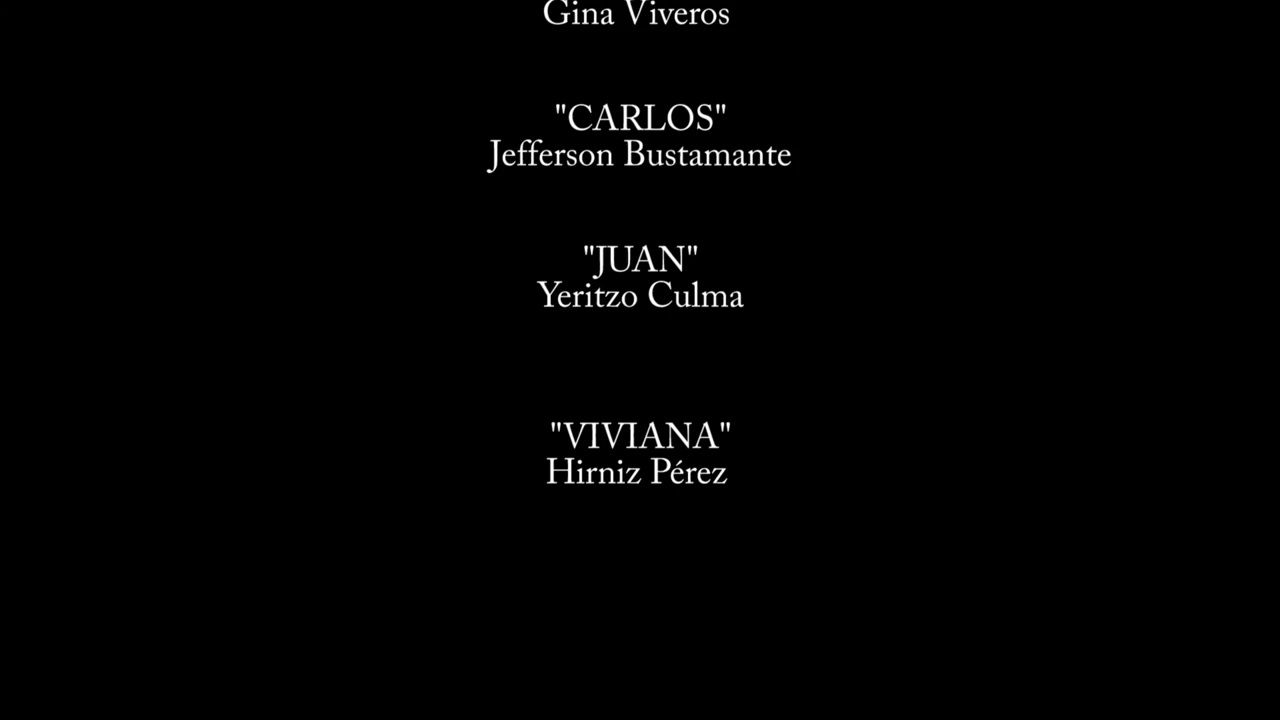 Gina Viveros
"CARLOS"
Jefferson Bustamante
"JUAN"
Yeritzo Culma
"VIVIANA"
Hirniz Pérez